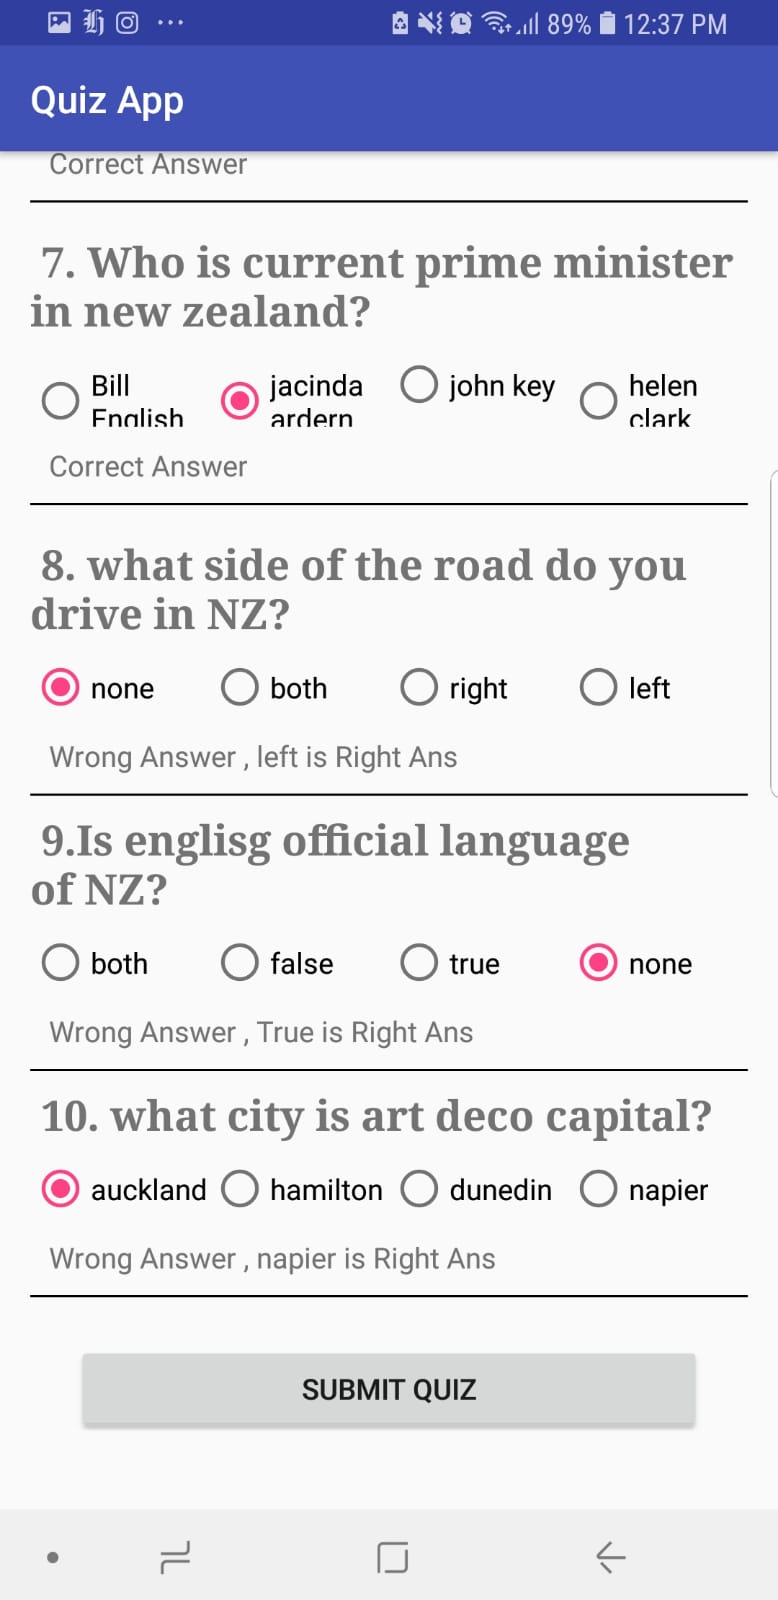 89% 12:37 PM
Quiz App
Correct Answer
7. Who is current prime minister
in new zealand?
Bill English
jacinda ardern
john key
helen clark
Correct Answer
8. what side of the road do you
drive in NZ?
none
both
right
left
Wrong Answer , left is Right Ans
9.Is englisg official language
of NZ?
both
false
true
none
Wrong Answer , True is Right Ans
10. what city is art deco capital?
auckland
hamilton
dunedin
napier
Wrong Answer , napier is Right Ans
SUBMIT QUIZ